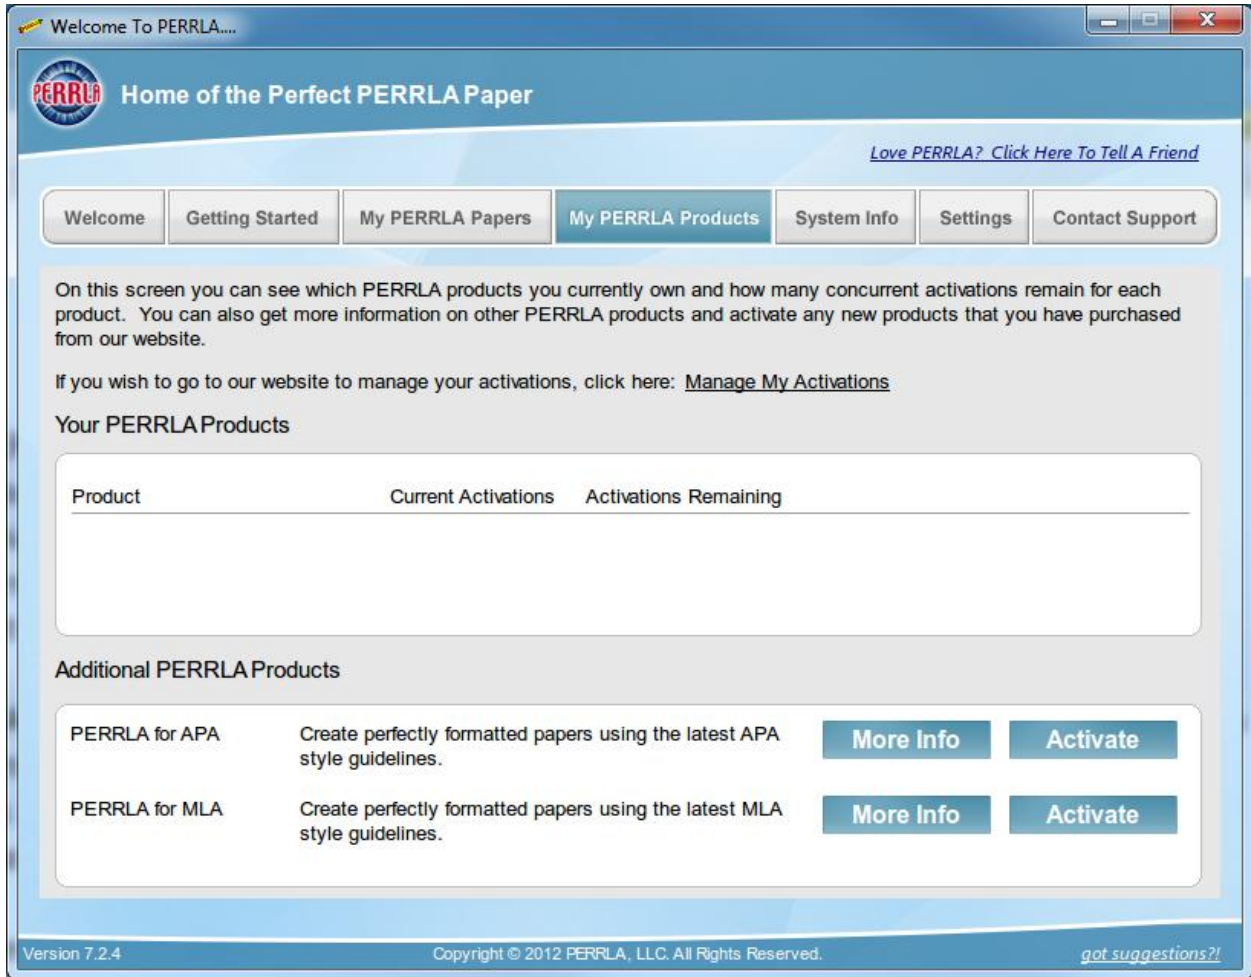 Welcome To PERRLA....
PERRLA
Home of the Perfect PERRLA Paper
Love PERRLA? Click Here To Tell A Friend
Welcome Getting Started My PERRLA Papers My PERRLA Products System Info Settings Contact Support
On this screen you can see which PERRLA products you currently own and how many concurrent activations remain for each
product. You can also get more information on other PERRLA products and activate any new products that you have purchased
from our website.
If you wish to go to our website to manage your activations, click here: Manage My Activations
Your PERRLA Products
Product Current Activations Activations Remaining
Additional PERRLA Products
PERRLA for APA Create perfectly formatted papers using the latest APA More Info Activate
style guidelines.
PERRLA for MLA Create perfectly formatted papers using the latest MLA More Info Activate
style guidelines.
Version 7.2.4 Copyright © 2012 PERRLA, LLC. All Rights Reserved. got suggestions?!